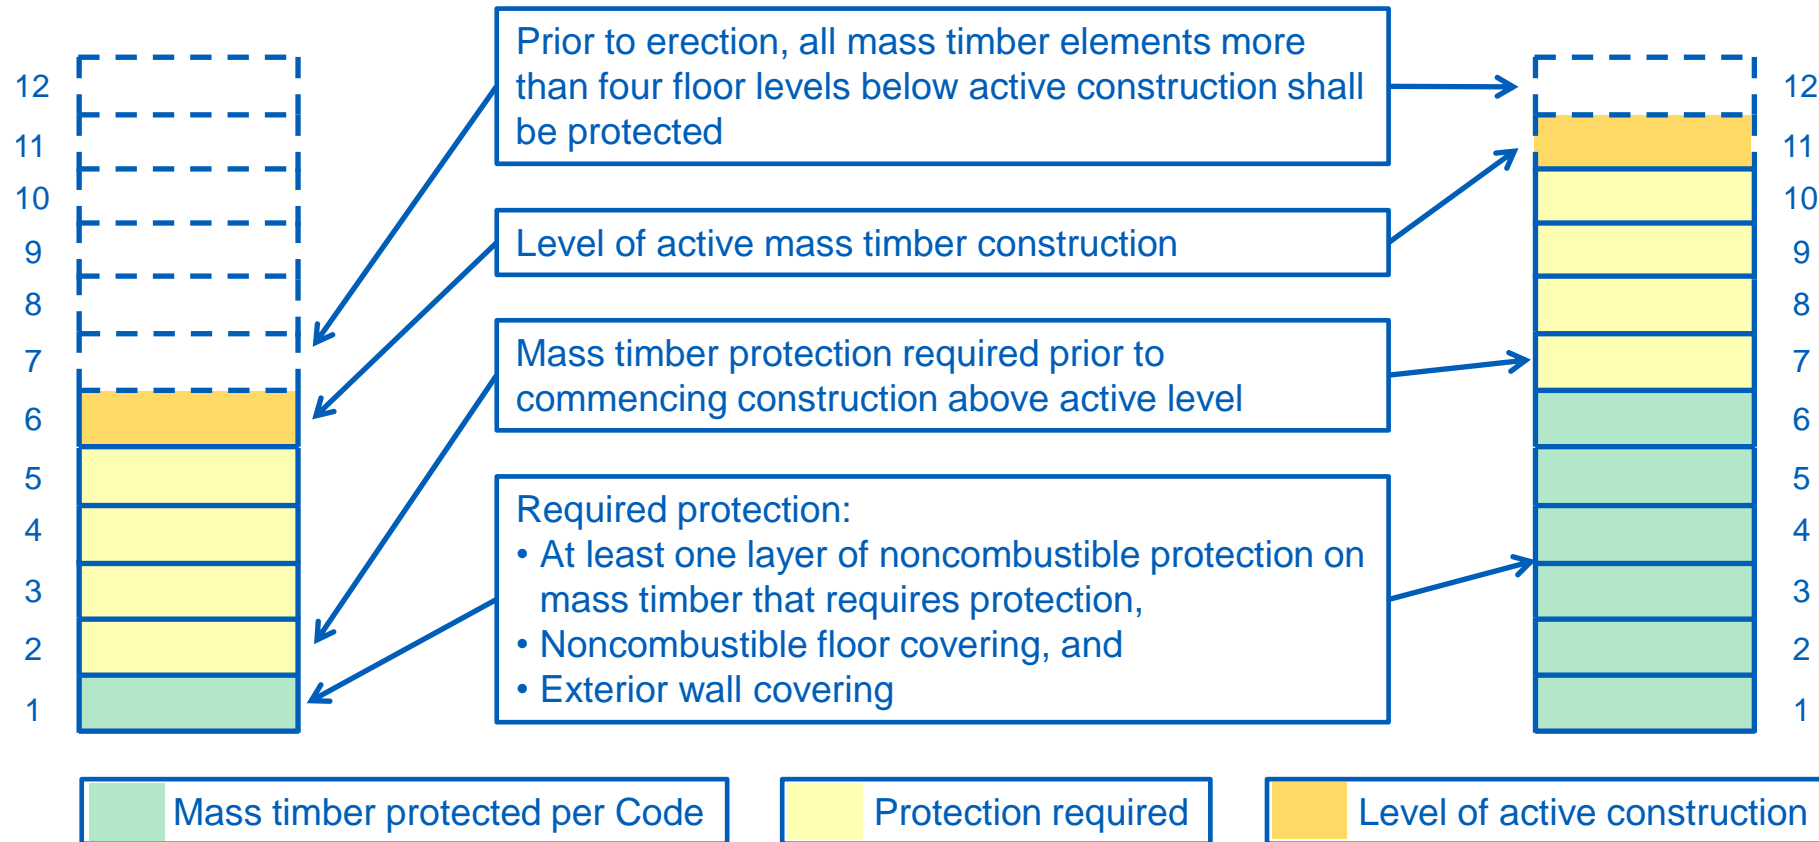 12
11
10
9
8
7
6
5
4
3
2
1
Prior to erection, all mass timber elements more
than four floor levels below active construction shall
be protected
Level of active mass timber construction
Mass timber protection required prior to
commencing construction above active level
Required protection:
• At least one layer of noncombustible protection on
mass timber that requires protection,
• Noncombustible floor covering, and
• Exterior wall covering
12
11
10
9
8
7
6
5
4
3
2
1
Mass timber protected per Code
Protection required
Level of active construction